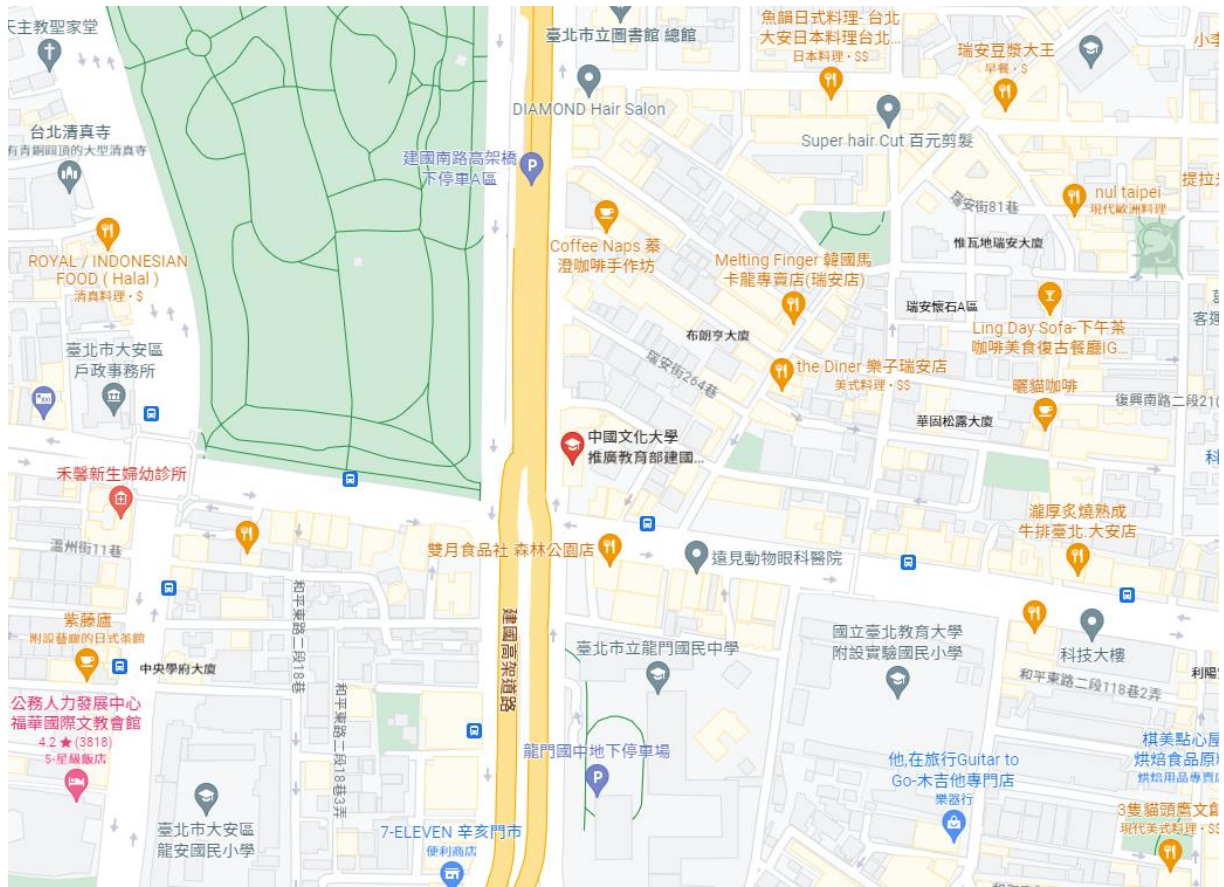 天主教聖家堂
臺北市立圖書館 總館
魚韻日式料理- 台北
大安日本料理台北...
日本料理・$$
瑞安豆漿大王
早餐・$
DIAMOND Hair Salon
Super hair Cut 百元剪髮
台北清真寺
有青銅圓頂的大型清真寺
建國南路高架橋
下停車A區
瑞安街81巷
nul taipei
現代歐洲料理
Coffee Naps 蓁
澄咖啡手作坊
惟瓦地瑞安大廈
ROYAL / INDONESIAN
FOOD ( Halal )
清真料理・$
Melting Finger 韓國馬
卡龍專賣店(瑞安店)
瑞安懷石A區
客運
布朗亨大廈
Ling Day Sofa-下午茶
咖啡美食復古餐廳IG...
臺北市大安區
戶政事務所
瑞安街264巷
the Diner 樂子瑞安店
美式料理・$$
曬貓咖啡
復興南路二段210
華固松露大廈
中國文化大學
推廣教育部建國...
科
禾馨新生婦幼診所
瀧厚炙燒熟成
牛排臺北.大安店
溫州街11巷
雙月食品社 森林公園店
遠見動物眼科醫院
和平東路二段18巷
建國高架道路
紫藤廬
附設藝廊的日式茶館
中央學府大廈
臺北市立龍門國民中學
國立臺北教育大學
附設實驗國民小學
科技大樓
和平東路二段118巷2弄
公務人力發展中心
福華國際文教會館
4.2 ★ (3818)
5-星級飯店
和平東路二段18巷3弄
龍門國中地下停車場
他,在旅行Guitar to
Go-木吉他專門店
樂器行
棋美點心屋
烘焙食品原料
烘焙用品專賣店
臺北市大安區
龍安國民小學
7-ELEVEN 辛亥門市
便利商店
3隻貓頭鷹文創
現代美式料理・$$